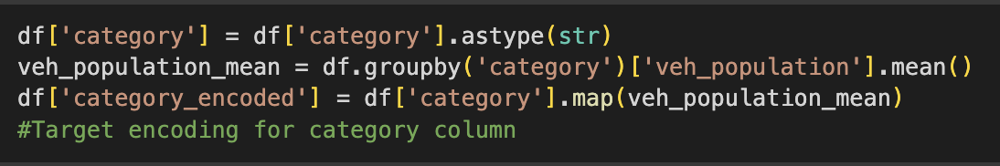 df['category'] = df['category'].astype(str)
veh_population_mean = df.groupby('category')['veh_population'].mean()
df['category_encoded'] = df['category'].map(veh_population_mean)
#Target encoding for category column